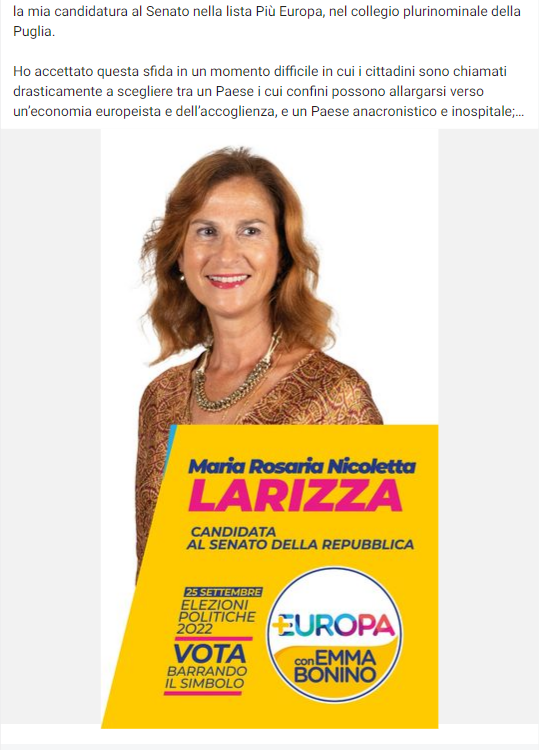 la mia candidatura al Senato nella lista Più Europa, nel collegio plurinominale della
Puglia.
Ho accettato questa sfida in un momento difficile in cui i cittadini sono chiamati
drasticamente a scegliere tra un Paese i cui confini possono allargarsi verso
un'economia europeista e dell'accoglienza, e un Paese anacronistico e inospitale;...
Maria Rosaria Nicoletta
LARIZZA
CANDIDATA
AL SENATO DELLA REPUBBLICA
25 SETTEMBRE
ELEZIONI
POLITICHE
2022
VOTA
BARRANDO
IL SIMBOLO
+EUROPA
con EMMA
BONINO